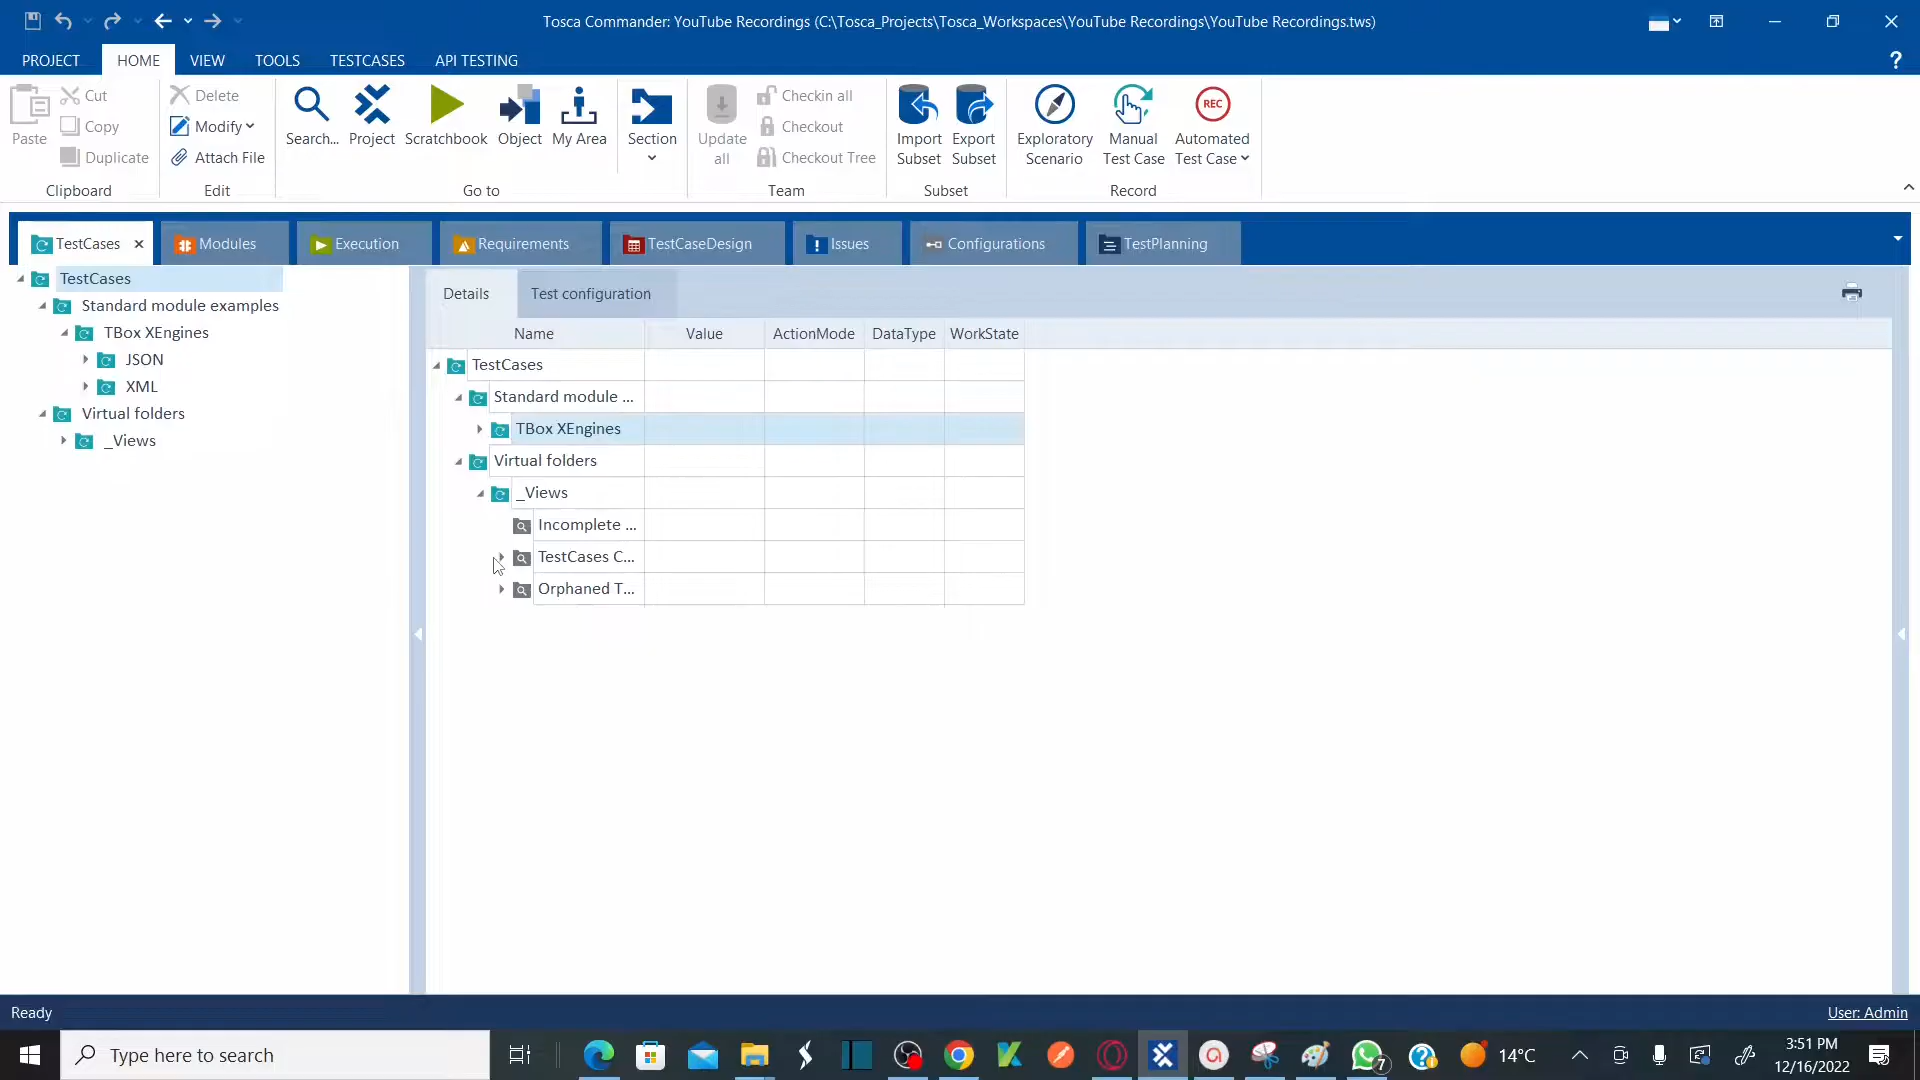 Tosca Commander: YouTube Recordings (C:\Tosca_Projects\Tosca_Workspaces\YouTube Recordings\YouTube Recordings.tws)
PROJECT HOME VIEW TOOLS TESTCASES API TESTING ?
Paste Cut Copy Duplicate
Clipboard
Delete Modify Attach File
Edit
Search... Project Scratchbook Object My Area Section
Go to
Update all Checkin all Checkout Checkout Tree
Team
Import Subset Export Subset
Subset
Exploratory Scenario Manual Test Case REC Automated Test Case
Record
TestCases Modules Execution Requirements TestCaseDesign Issues Configurations TestPlanning
TestCases
Standard module examples
TBox XEngines
JSON
XML
Virtual folders
_Views
Details Test configuration
Name Value ActionMode DataType WorkState
TestCases
Standard module ...
TBox XEngines
Virtual folders
_Views
Incomplete ...
TestCases C...
Orphaned T...
Ready User: Admin
Type here to search 7 14°C 3:51 PM
12/16/2022